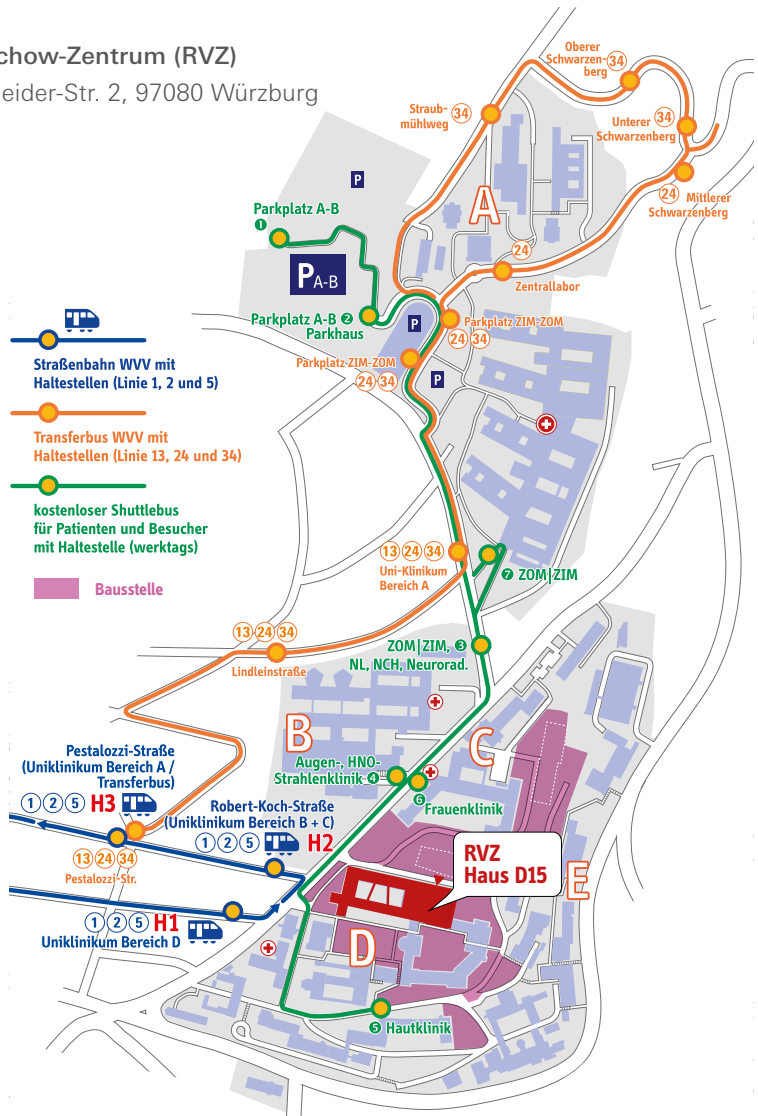 chow-Zentrum (RVZ)
eider-Str. 2, 97080 Würzburg
Oberer
Schwarzen-
berg
34
Straub-
mühlweg
34
Unterer
Schwarzenberg
34
24
Mittlerer
Schwarzenberg
P
A
Parkplatz A-B
1
24
Zentrallabor
P A-B
Parkplatz A-B 2
Parkhaus
P
Parkplatz ZIM-ZOM
24 34
Parkplatz ZIM-ZOM
24 34
P
Straßenbahn WVV mit
Haltestellen (Linie 1, 2 und 5)
Transferbus WVV mit
Haltestellen (Linie 13, 24 und 34)
kostenloser Shuttlebus
für Patienten und Besucher
mit Haltestelle (werktags)
Baustelle
13 24 34
Uni-Klinikum
Bereich A
7 ZOM|ZIM
13 24 34
Lindleinstraße
ZOM|ZIM, 3
NL, NCH, Neurorad.
B
C
Pestalozzi-Straße
(Uniklinikum Bereich A /
Transferbus)
1 2 5 H3
Augen-, HNO-
Strahlenklinik 4
6
Frauenklinik
Robert-Koch-Straße
(Uniklinikum Bereich B + C)
1 2 5 H2
13 24 34
Pestalozzi-Str.
RVZ
Haus D15
E
1 2 5 H1
Uniklinikum Bereich D
D
5 Hautklinik